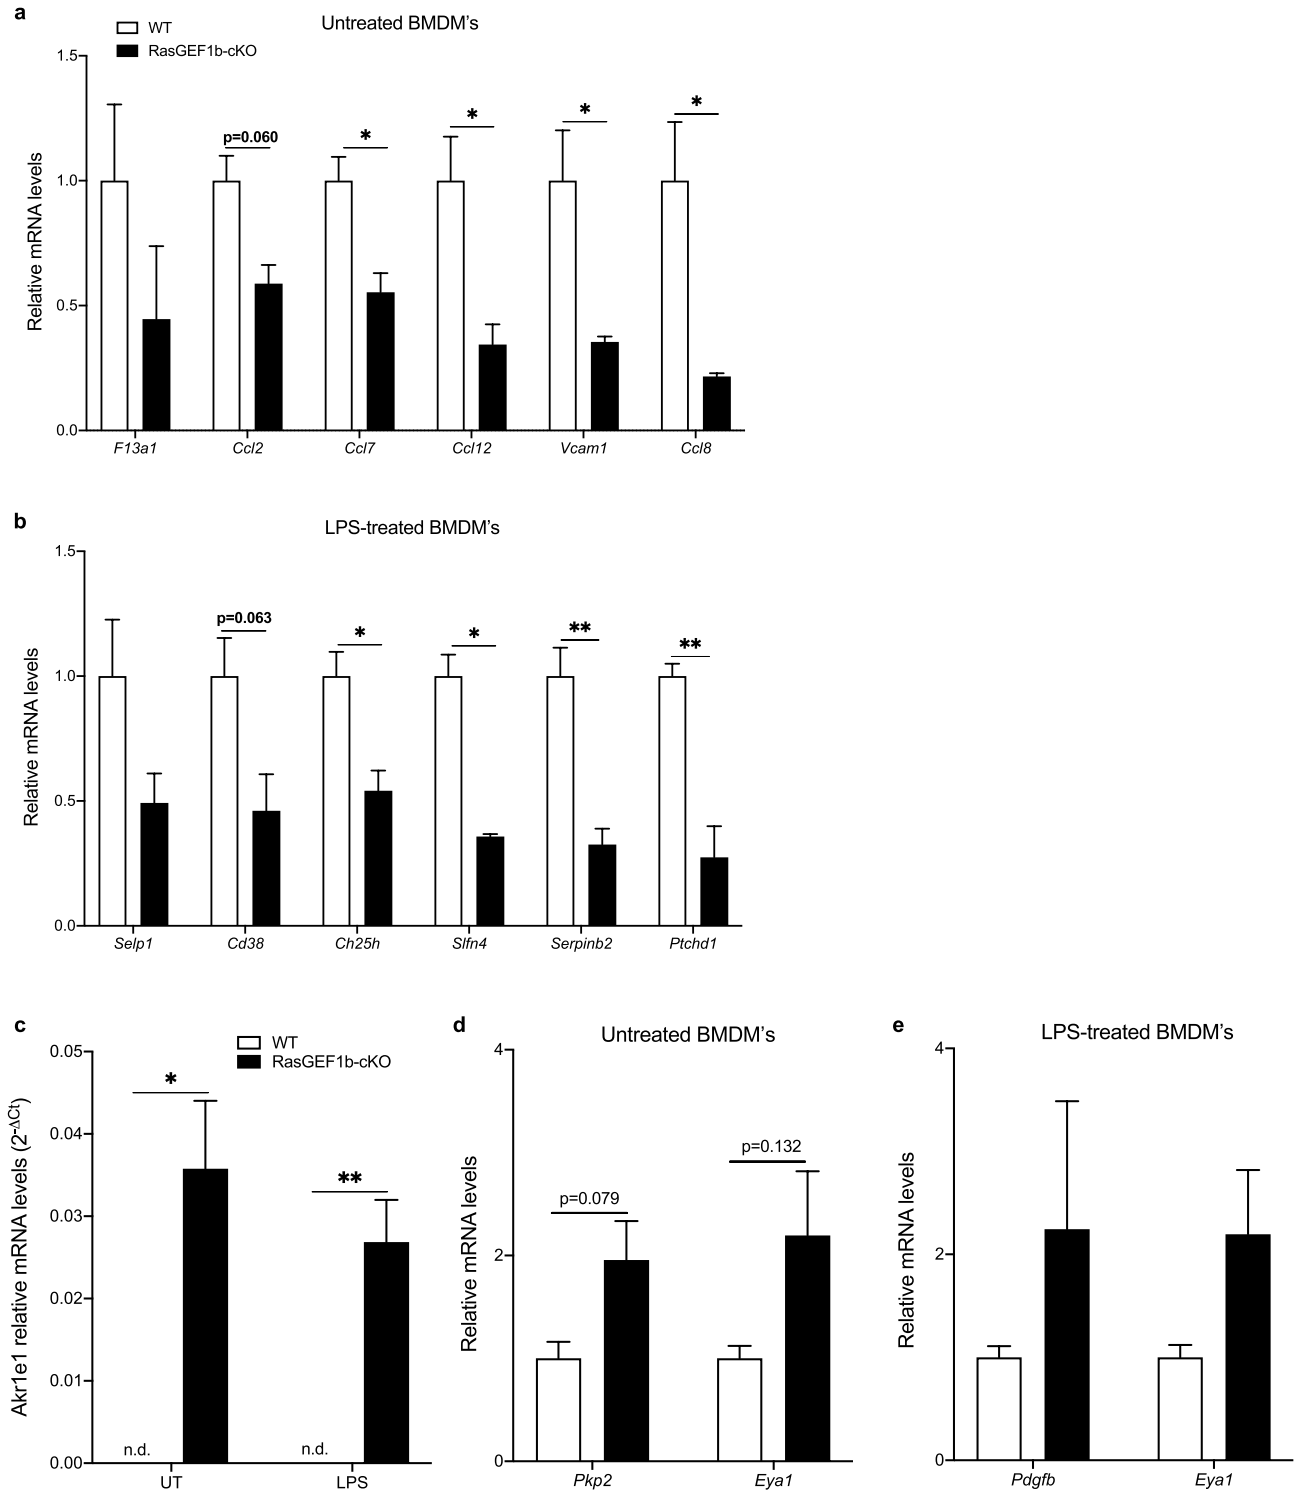 a
Untreated BMDM's
WT
RasGEF1b-cKO
Relative mRNA levels
1.5
1.0
0.5
0.0
p=0.060
*
*
*
*
F13a1 Ccl2 Ccl7 Ccl12 Vcam1 Ccl8
b
LPS-treated BMDM's
Relative mRNA levels
1.5
1.0
0.5
0.0
p=0.063
*
*
**
**
Selp1 Cd38 Ch25h Slfn4 Serpinb2 Ptchd1
c
WT
RasGEF1b-cKO
Akr1e1 relative mRNA levels (2-ΔCt)
0.05
0.04
0.03
0.02
0.01
0.00
*
**
n.d.
n.d.
UT LPS
d
Untreated BMDM's
Relative mRNA levels
4
2
0
p=0.079
p=0.132
Pkp2 Eya1
e
LPS-treated BMDM's
Relative mRNA levels
4
2
0
Pdgfb Eya1